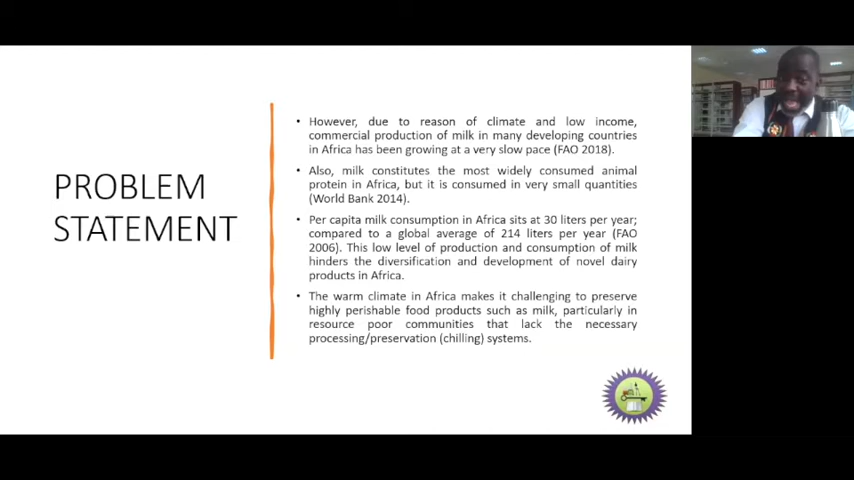 PROBLEM
STATEMENT
• However, due to reason of climate and low income,
commercial production of milk in many developing countries
in Africa has been growing at a very slow pace (FAO 2018).
• Also, milk constitutes the most widely consumed animal
protein in Africa, but it is consumed in very small quantities
(World Bank 2014).
• Per capita milk consumption in Africa sits at 30 liters per year;
compared to a global average of 214 liters per year (FAO
2006). This low level of production and consumption of milk
hinders the diversification and development of novel dairy
products in Africa.
• The warm climate in Africa makes it challenging to preserve
highly perishable food products such as milk, particularly in
resource poor communities that lack the necessary
processing/preservation (chilling) systems.